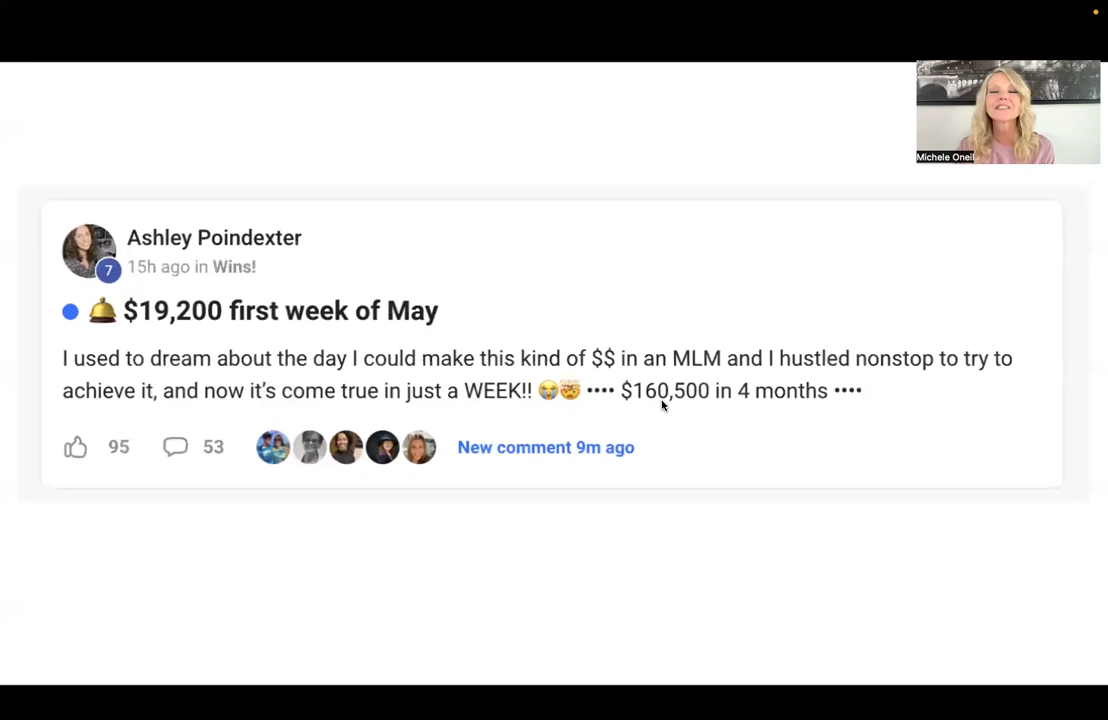 Michele Oneil
Ashley Poindexter
7
15h ago in Wins!
🛎️ $19,200 first week of May
I used to dream about the day I could make this kind of $$ in an MLM and I hustled nonstop to try to
achieve it, and now it’s come true in just a WEEK!! 😭🤯 •••• $160,500 in 4 months ••••
95 53 New comment 9m ago